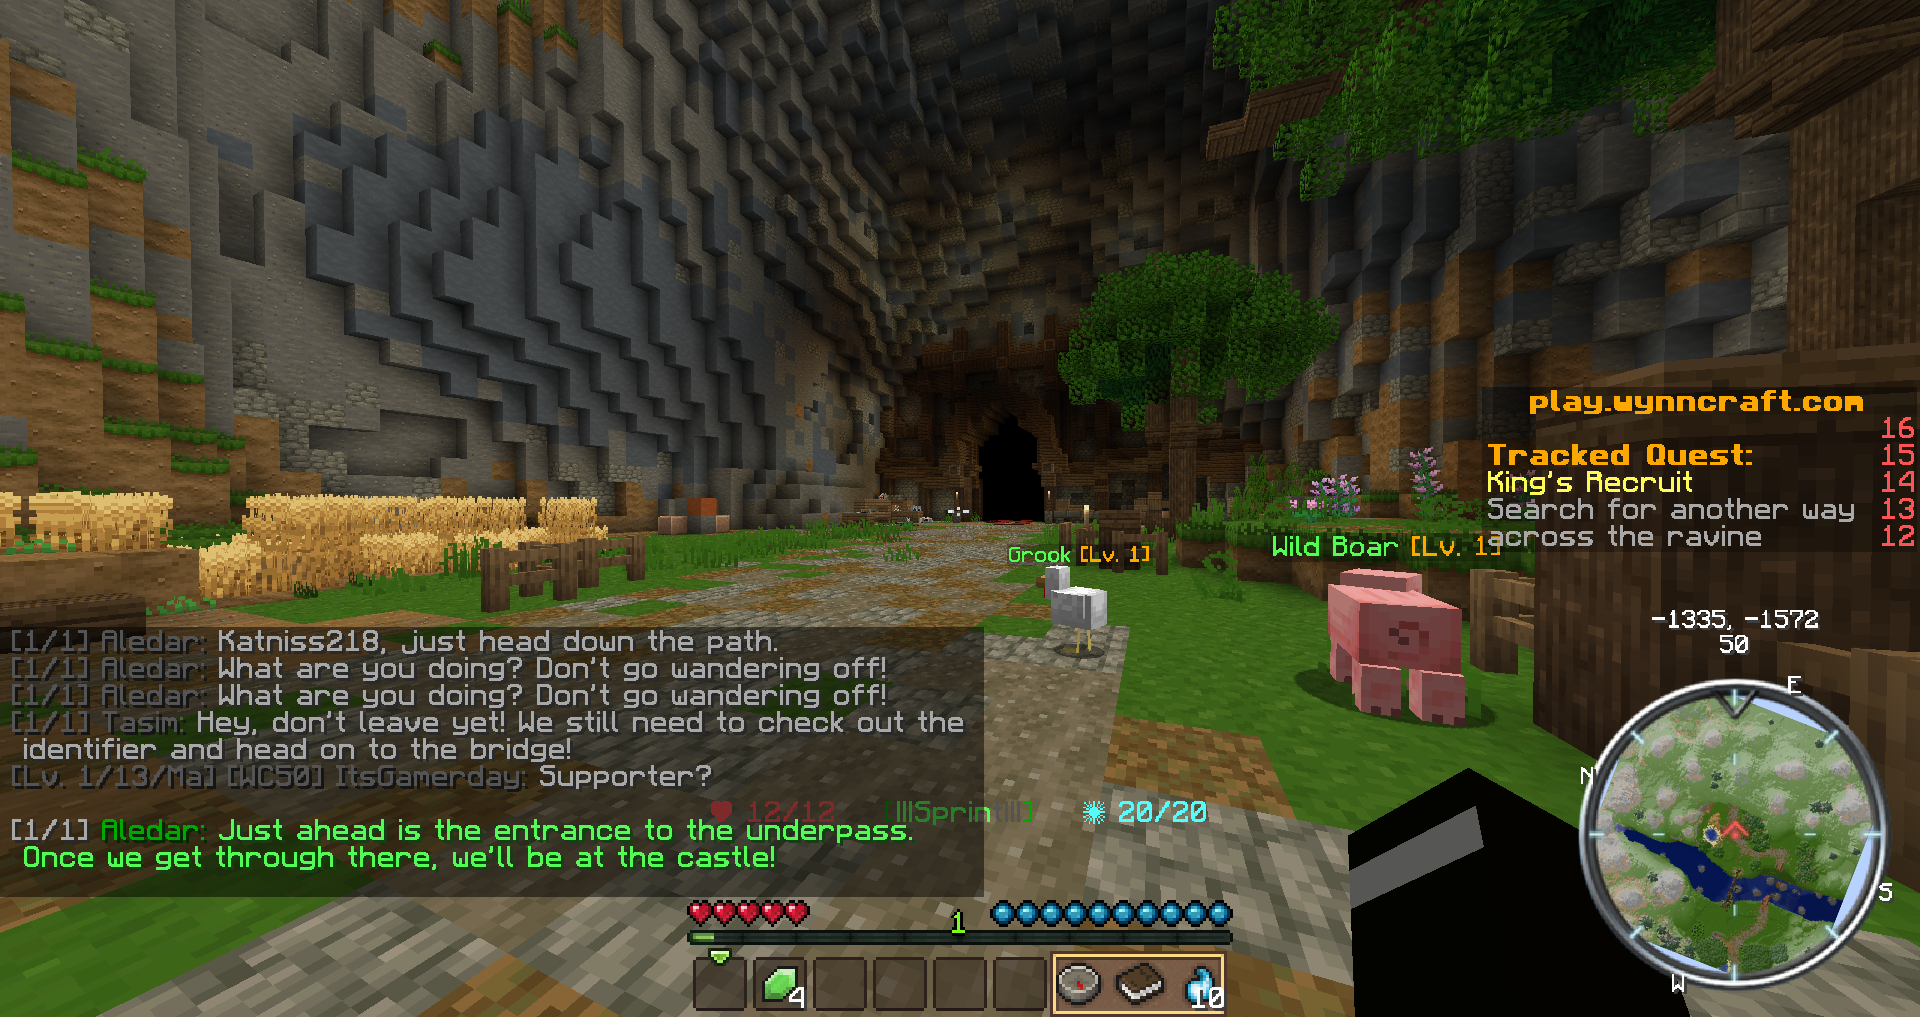 play.wynncraft.com
16
Tracked Quest: 15
King's Recruit 14
Search for another way 13
across the ravine 12
Grook [Lv. 1]
Wild Boar [Lv. 1]
-1335, -1572
50
E
N
S
W
[1/1] Aledar: Katniss218, just head down the path.
[1/1] Aledar: What are you doing? Don't go wandering off!
[1/1] Aledar: What are you doing? Don't go wandering off!
[1/1] Tasim: Hey, don't leave yet! We still need to check out the
identifier and head on to the bridge!
[Lv. 1/13/Ma] [WC50] ItsGamerday: Supporter?
12/12 [|||Sprint|||] 20/20
[1/1] Aledar: Just ahead is the entrance to the underpass.
Once we get through there, we'll be at the castle!
1
4
10